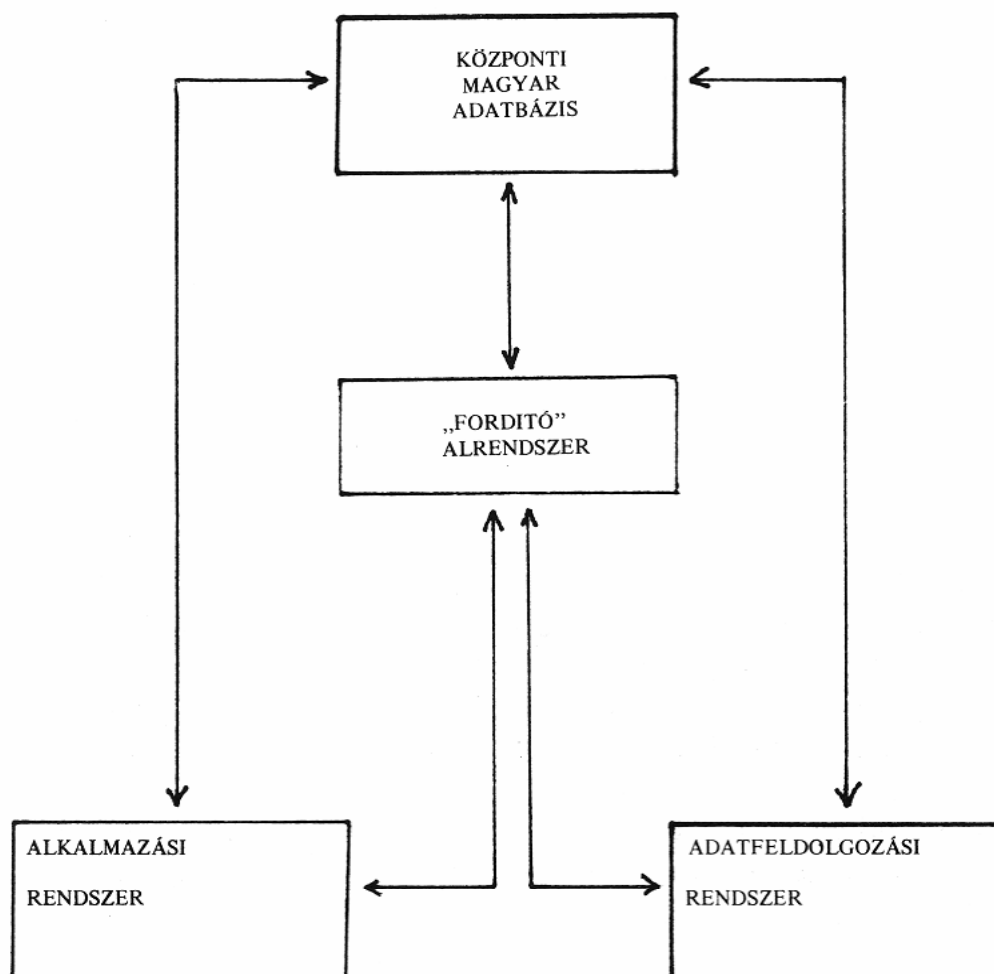 KÖZPONTI
MAGYAR
ADATBÁZIS
„FORDITÓ”
ALRENDSZER
ALKALMAZÁSI
RENDSZER
ADATFELDOLGOZÁSI
RENDSZER